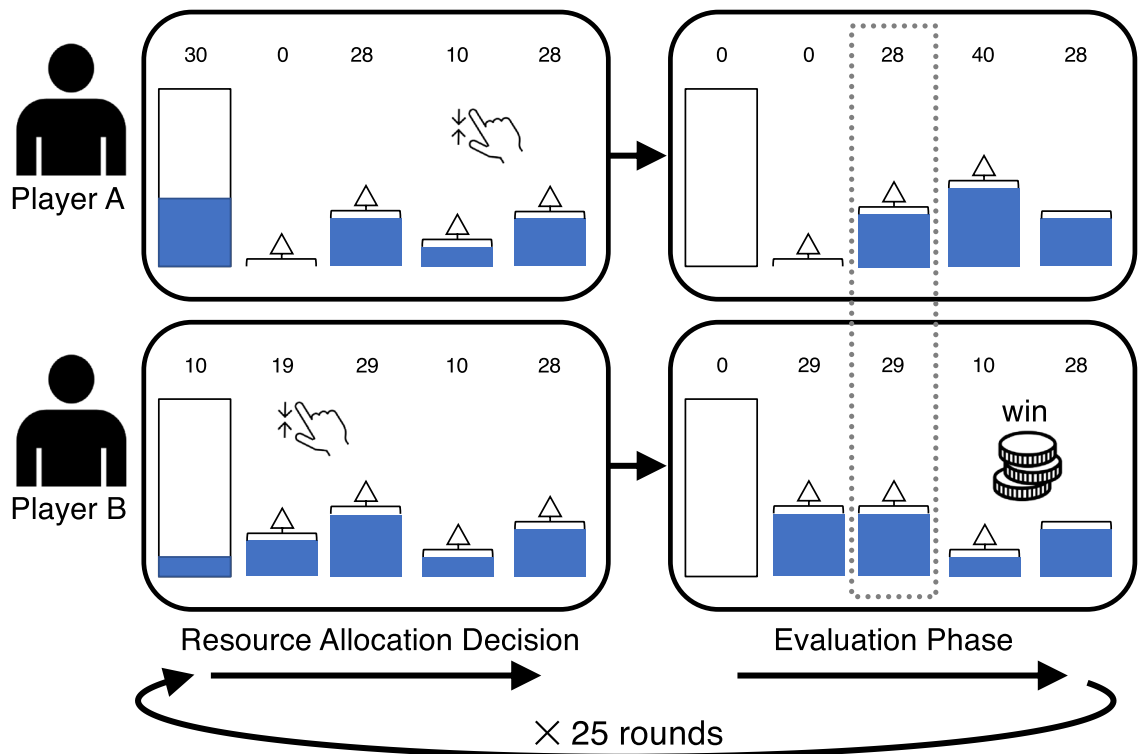 30 0 28 10 28
0 0 28 40 28
Player A
10 19 29 10 28
0 29 29 10 28
win
Player B
Resource Allocation Decision
Evaluation Phase
× 25 rounds